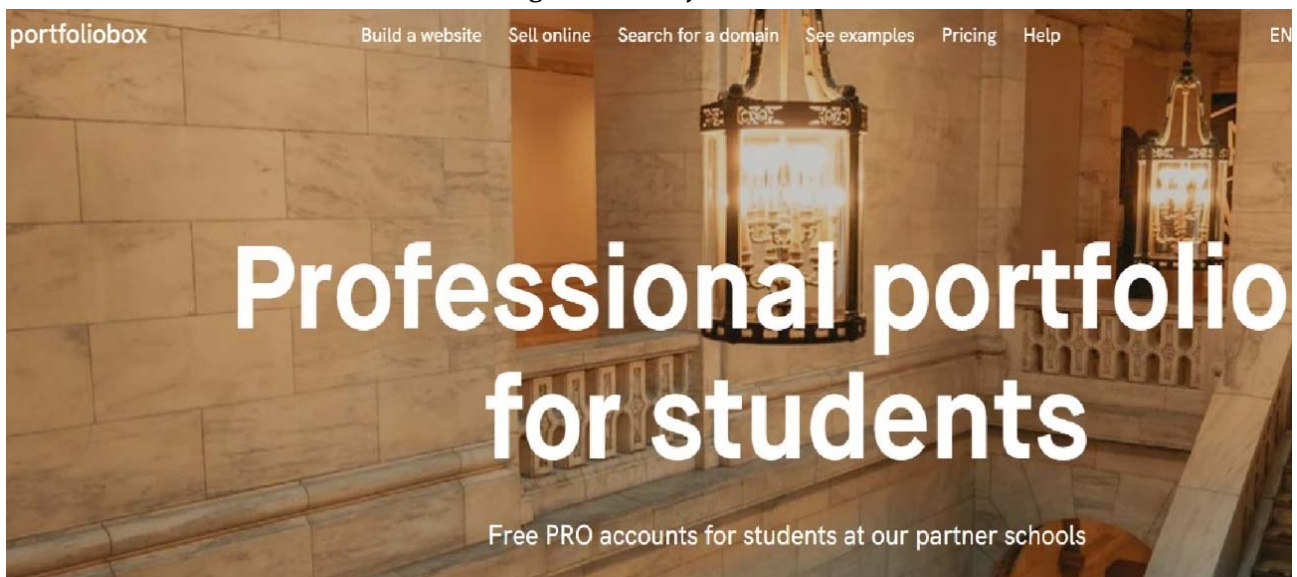 portfoliobox
Build a website Sell online Search for a domain See examples Pricing Help EN
Professional portfolio
for students
Free PRO accounts for students at our partner schools